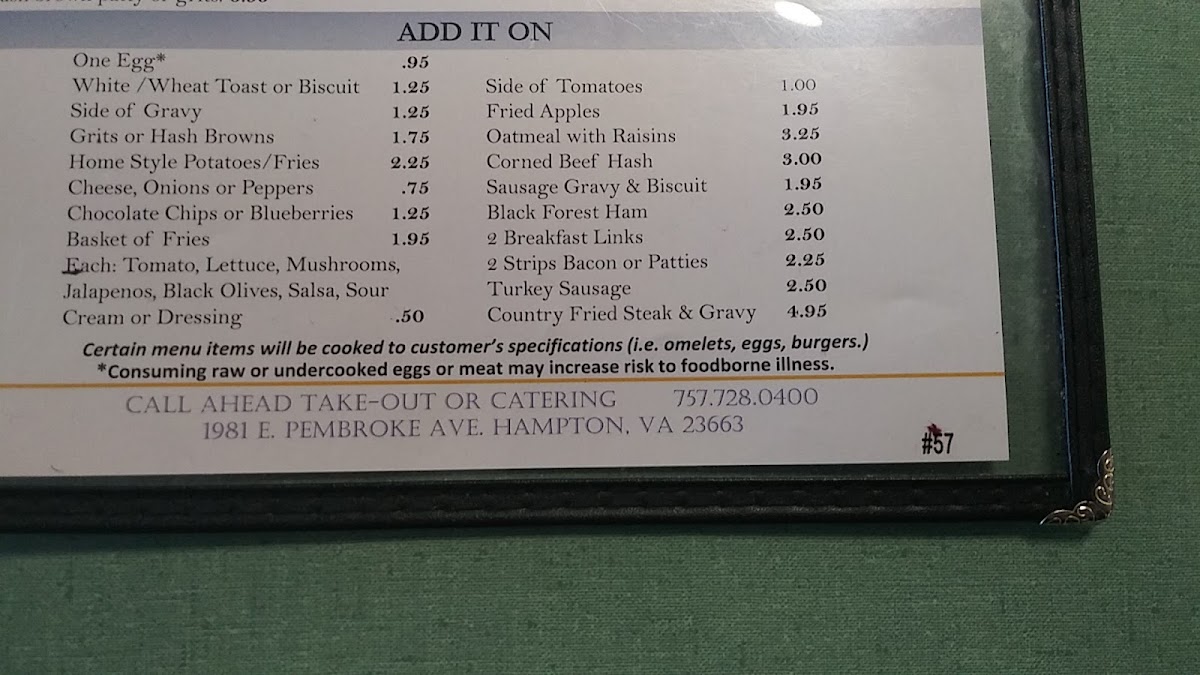 ADD IT ON
One Egg* .95
White /Wheat Toast or Biscuit 1.25
Side of Gravy 1.25
Grits or Hash Browns 1.75
Home Style Potatoes/Fries 2.25
Cheese, Onions or Peppers .75
Chocolate Chips or Blueberries 1.25
Basket of Fries 1.95
Each: Tomato, Lettuce, Mushrooms,
Jalapenos, Black Olives, Salsa, Sour
Cream or Dressing .50
Side of Tomatoes 1.00
Fried Apples 1.95
Oatmeal with Raisins 3.25
Corned Beef Hash 3.00
Sausage Gravy & Biscuit 1.95
Black Forest Ham 2.50
2 Breakfast Links 2.50
2 Strips Bacon or Patties 2.25
Turkey Sausage 2.50
Country Fried Steak & Gravy 4.95
Certain menu items will be cooked to customer's specifications (i.e. omelets, eggs, burgers.)
*Consuming raw or undercooked eggs or meat may increase risk to foodborne illness.
CALL AHEAD TAKE-OUT OR CATERING 757.728.0400
1981 E. PEMBROKE AVE. HAMPTON, VA 23663
#57